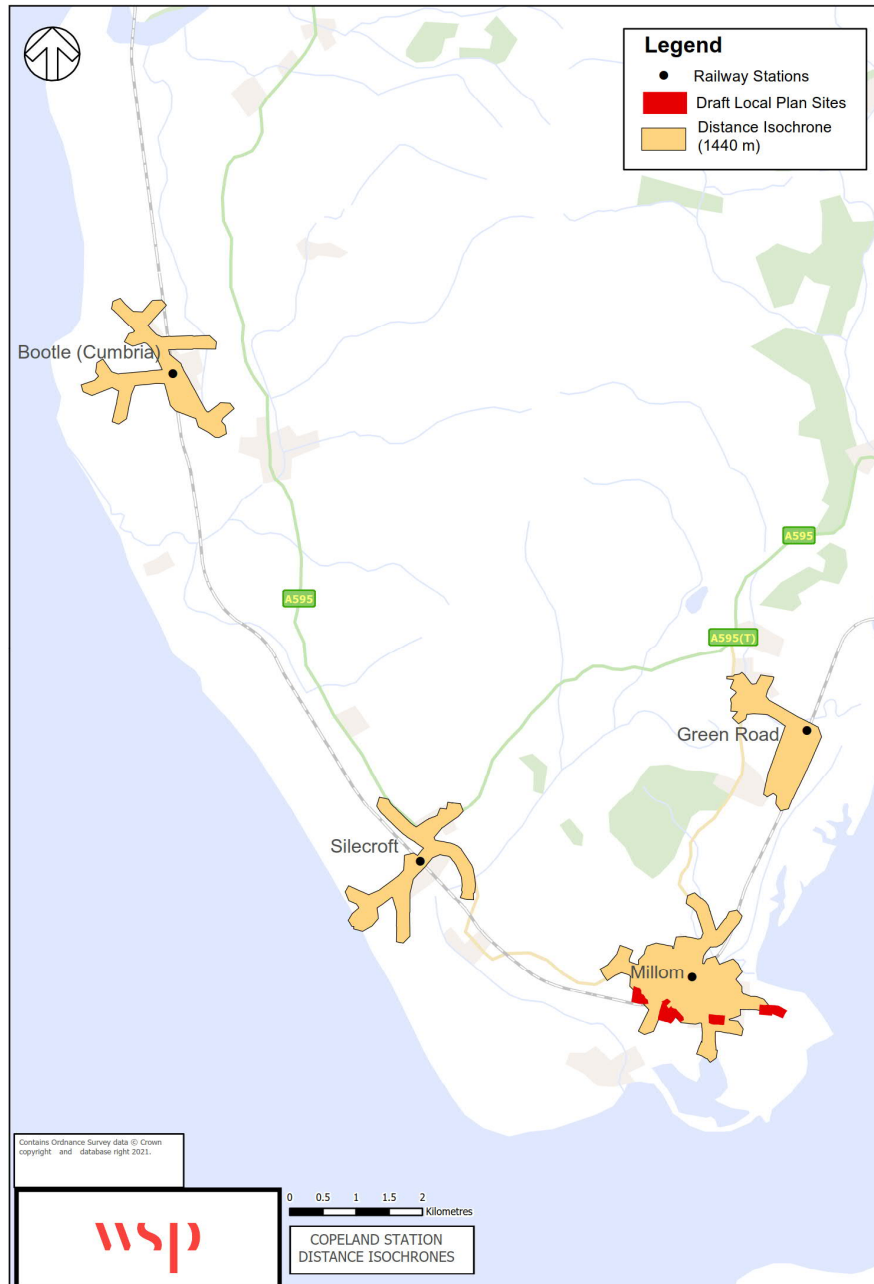 Legend
Railway Stations
Draft Local Plan Sites
Distance Isochrone
(1440 m)
Bootle (Cumbria)
A595
A595
A595(T)
Green Road
Silecroft
Millom
Contains Ordnance Survey data © Crown
copyright and database right 2021.
0 0.5 1 1.5 2
Kilometres
wsp
COPELAND STATION
DISTANCE ISOCHRONES